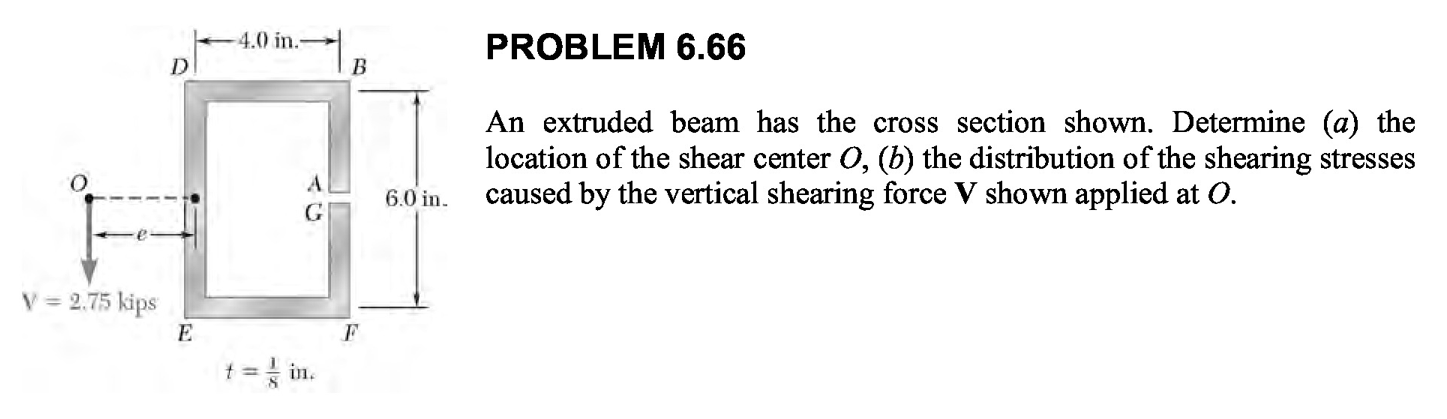 4.0 in.
D
B
O
A
G
6.0 in.
e
V = 2.75 kips
E
F
t = 1/8 in.
PROBLEM 6.66
An extruded beam has the cross section shown. Determine (a) the
location of the shear center O, (b) the distribution of the shearing stresses
caused by the vertical shearing force V shown applied at O.